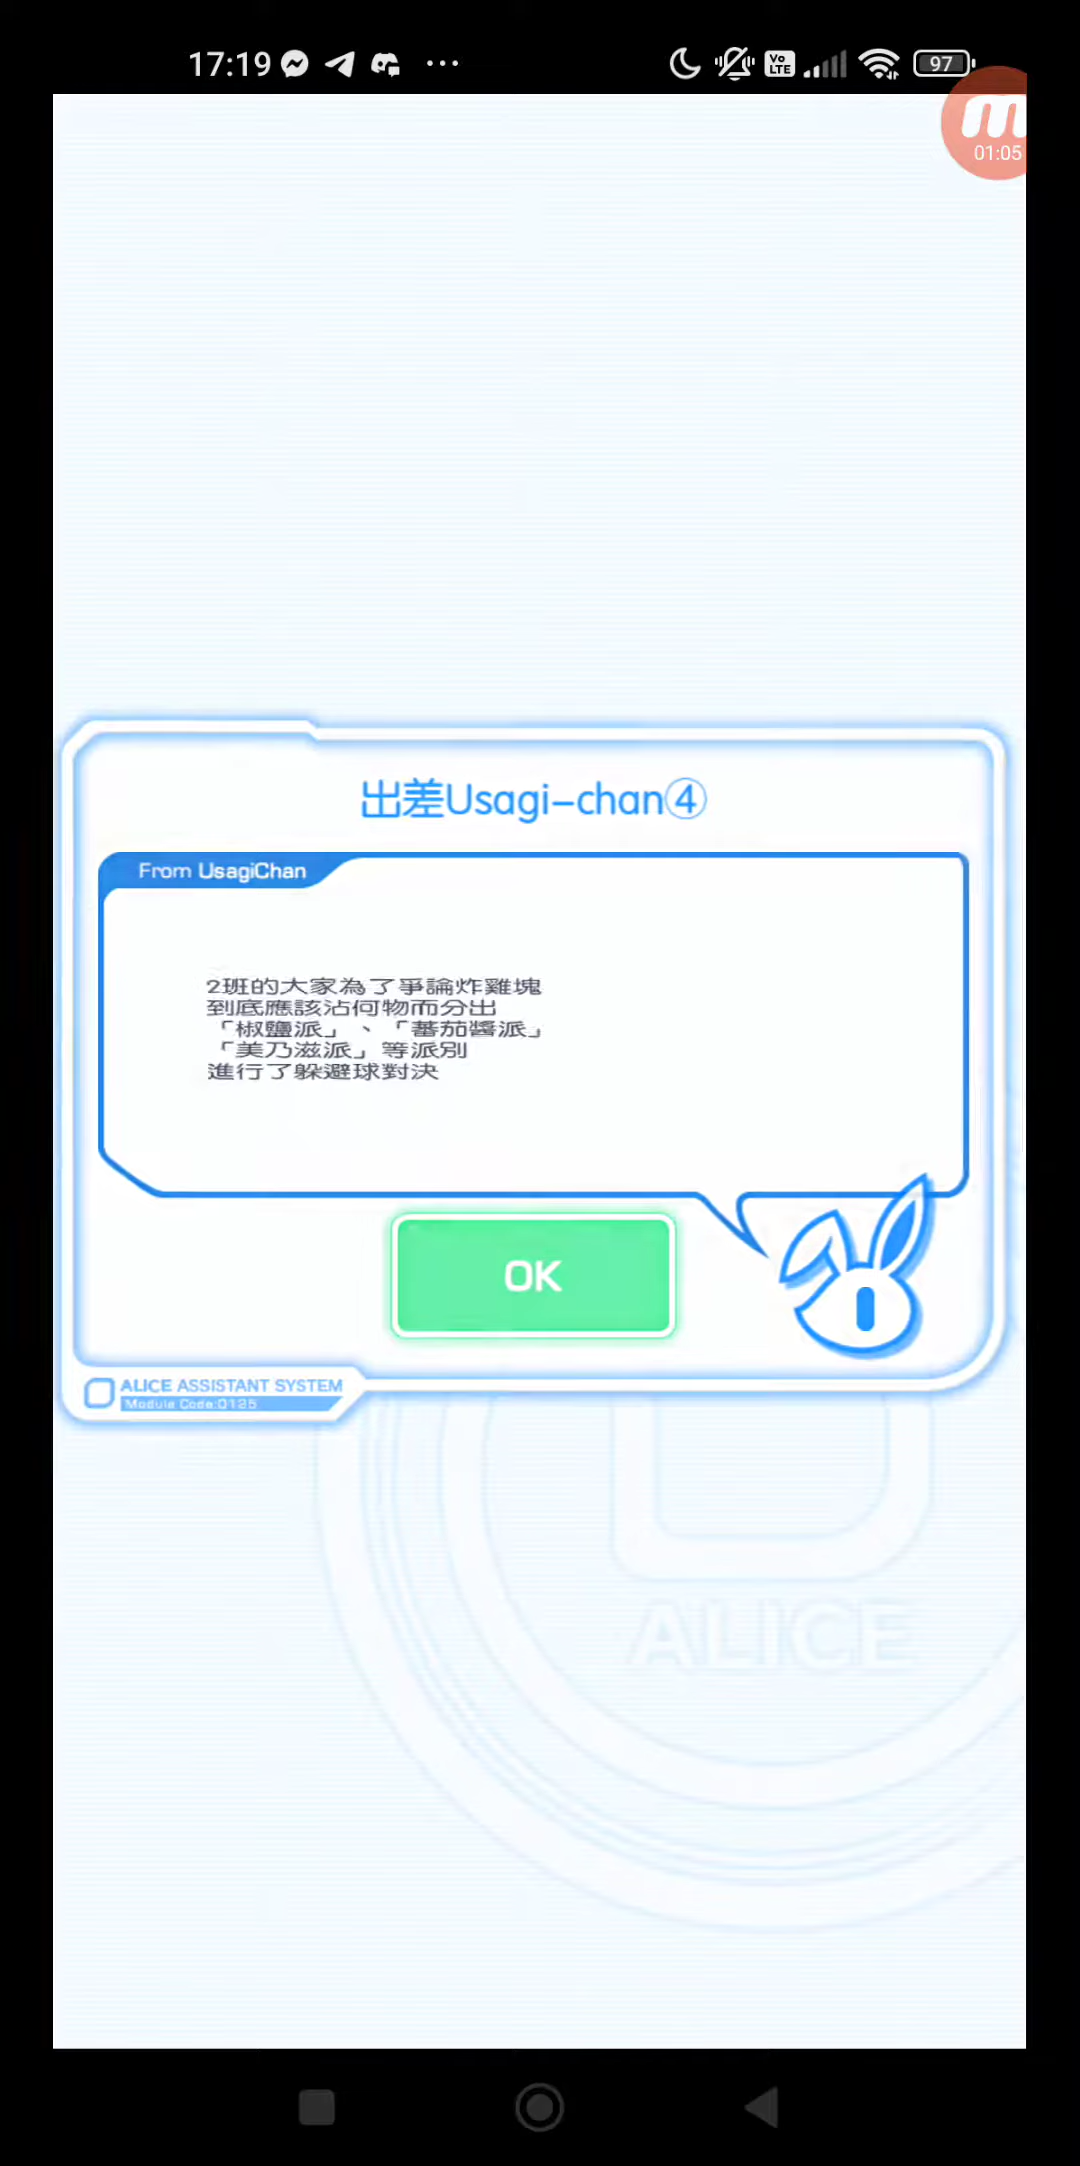 17:19
Vo LTE
97
01:05
出差Usagi-chan④
From UsagiChan
2班的大家為了爭論炸雞塊
到底應該沾何物而分出
「椒鹽派」、「蕃茄醬派」
「美乃滋派」等派別
進行了躲避球對決
OK
ALICE ASSISTANT SYSTEM
Module Code:0125
ALICE